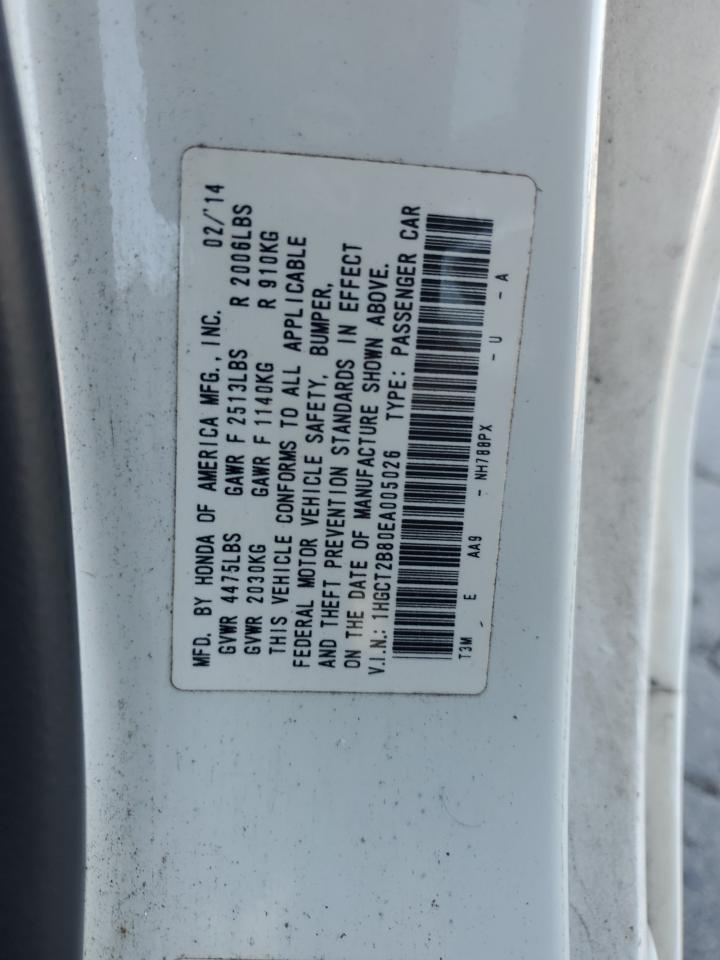 MFD. BY HONDA OF AMERICA MFG., INC. 02/'14
GVWR 4475LBS GAWR F 2513LBS R 2006LBS
GVWR 2030KG GAWR F 1140KG R 910KG
THIS VEHICLE CONFORMS TO ALL APPLICABLE
FEDERAL MOTOR VEHICLE SAFETY, BUMPER,
AND THEFT PREVENTION STANDARDS IN EFFECT
ON THE DATE OF MANUFACTURE SHOWN ABOVE.
V.I.N.: 1HGCT2B80EA005026 TYPE: PASSENGER CAR
T3M - E AA9 - NH788PX - U - A